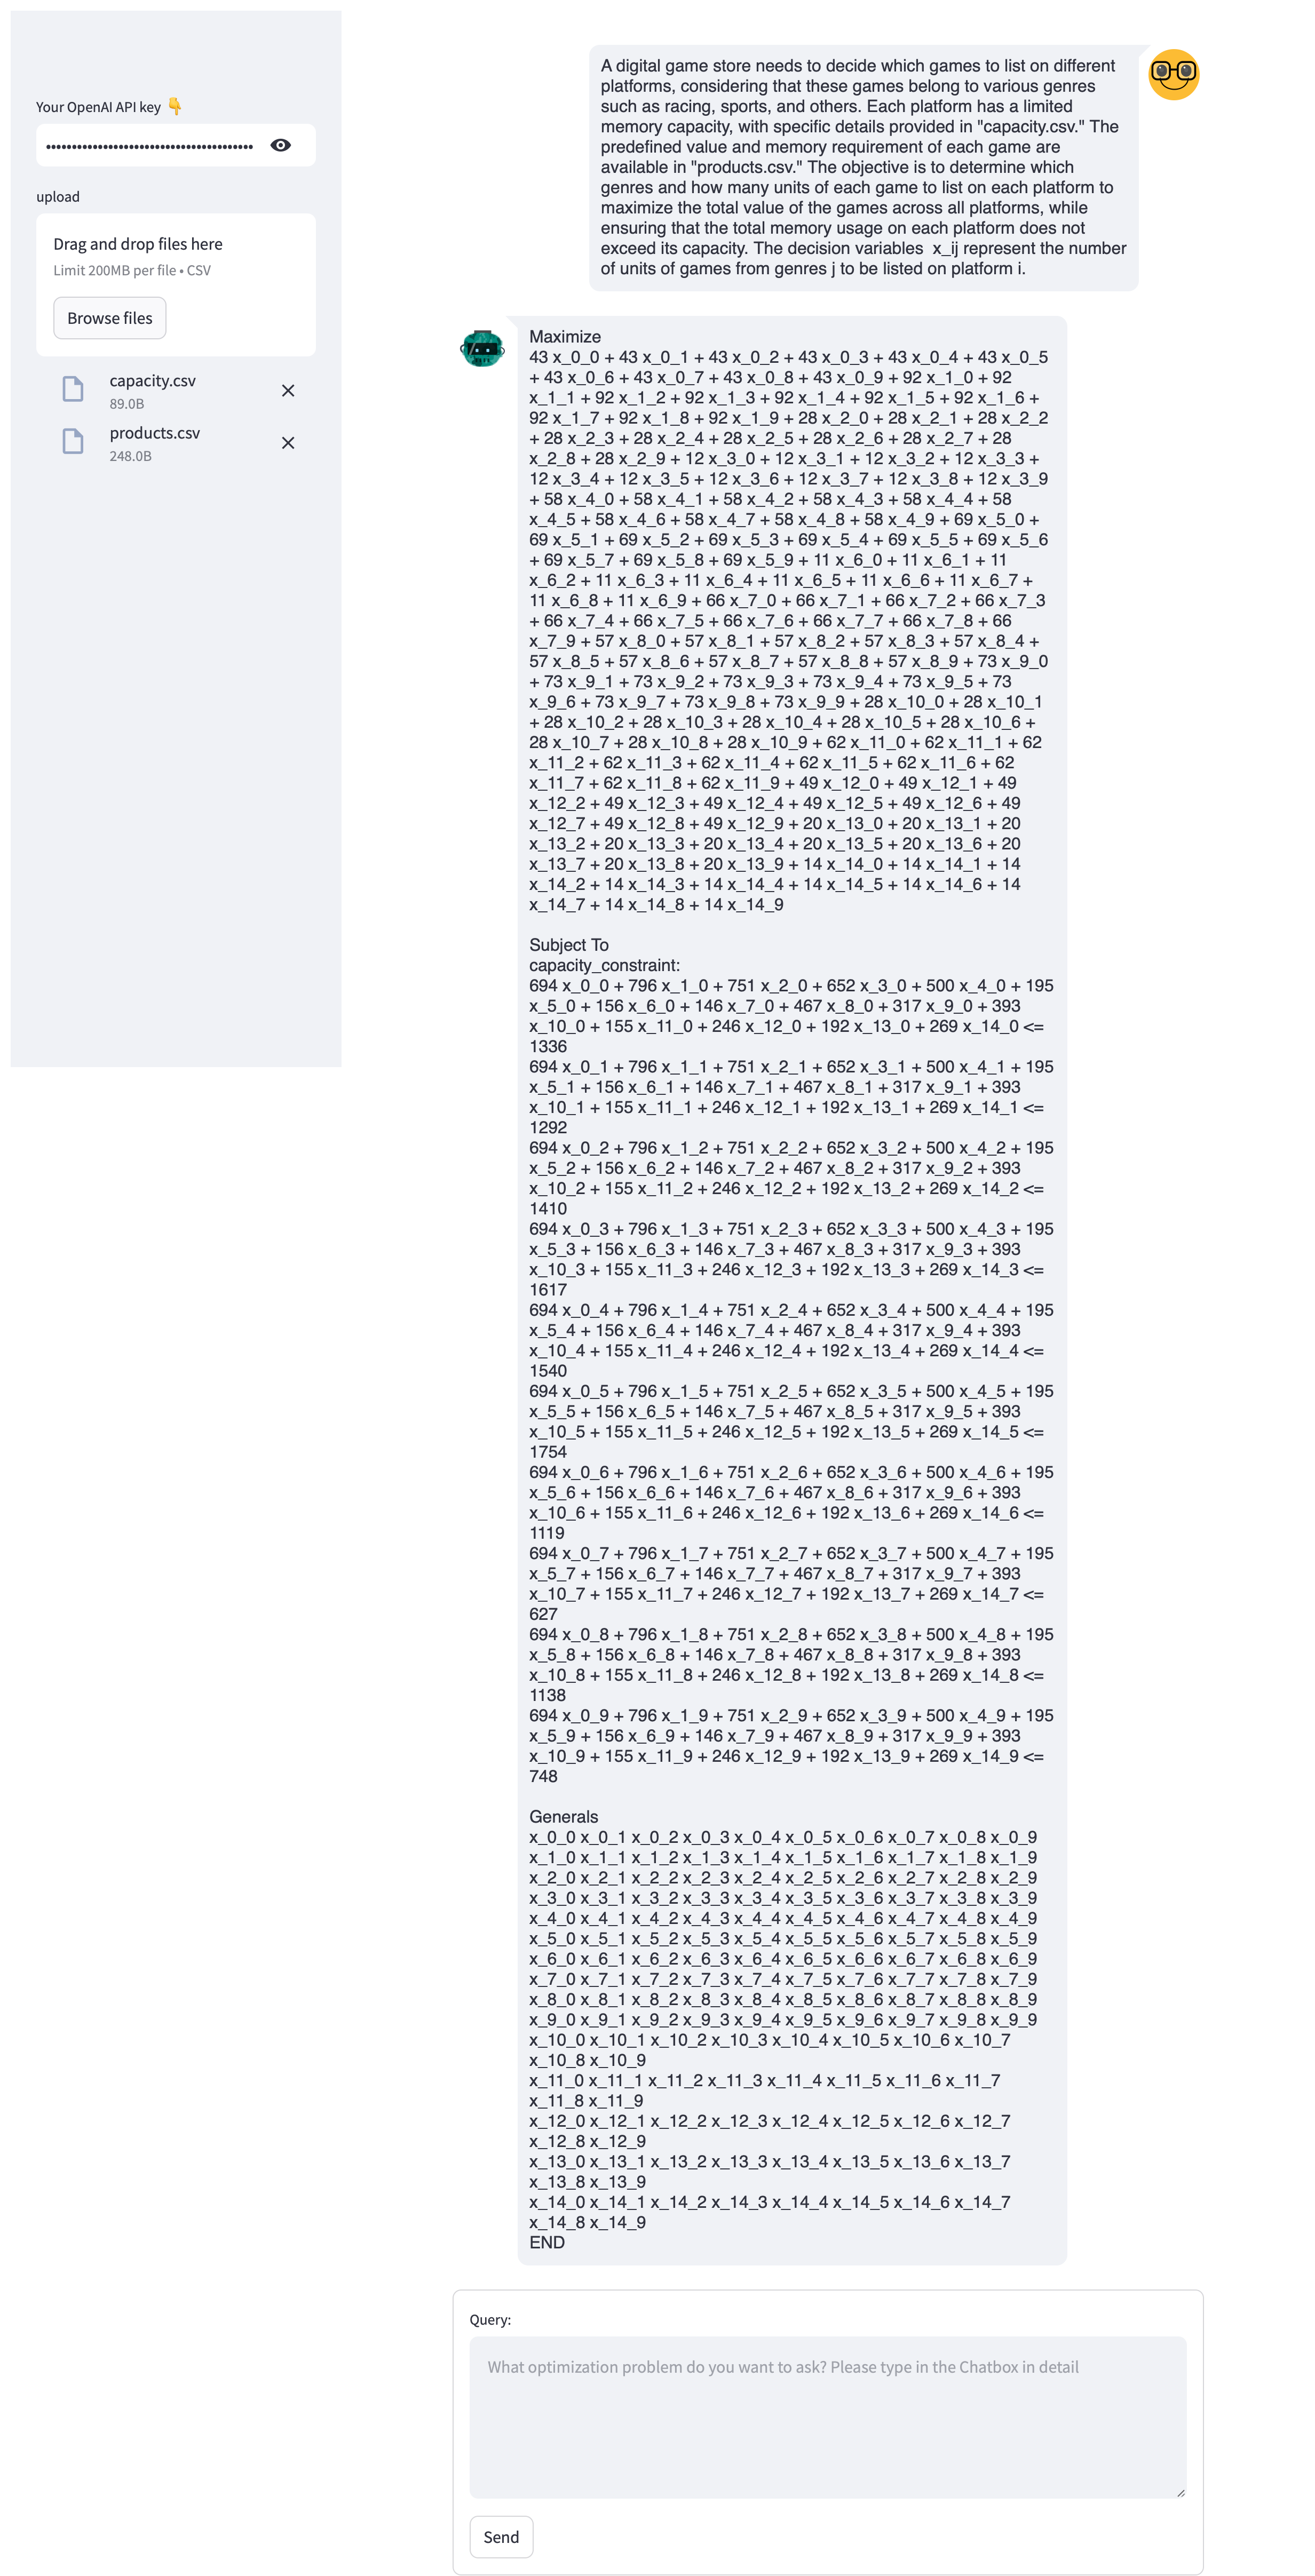 Your OpenAI API key 👇
••••••••••••••••••••••••••••••••••••••••
upload
Drag and drop files here
Limit 200MB per file • CSV
Browse files
capacity.csv
89.0B
products.csv
248.0B
A digital game store needs to decide which games to list on different
platforms, considering that these games belong to various genres
such as racing, sports, and others. Each platform has a limited
memory capacity, with specific details provided in "capacity.csv." The
predefined value and memory requirement of each game are
available in "products.csv." The objective is to determine which
genres and how many units of each game to list on each platform to
maximize the total value of the games across all platforms, while
ensuring that the total memory usage on each platform does not
exceed its capacity. The decision variables  x_ij represent the number
of units of games from genres j to be listed on platform i.
Maximize
43 x_0_0 + 43 x_0_1 + 43 x_0_2 + 43 x_0_3 + 43 x_0_4 + 43 x_0_5
+ 43 x_0_6 + 43 x_0_7 + 43 x_0_8 + 43 x_0_9 + 92 x_1_0 + 92
x_1_1 + 92 x_1_2 + 92 x_1_3 + 92 x_1_4 + 92 x_1_5 + 92 x_1_6 +
92 x_1_7 + 92 x_1_8 + 92 x_1_9 + 28 x_2_0 + 28 x_2_1 + 28 x_2_2
+ 28 x_2_3 + 28 x_2_4 + 28 x_2_5 + 28 x_2_6 + 28 x_2_7 + 28
x_2_8 + 28 x_2_9 + 12 x_3_0 + 12 x_3_1 + 12 x_3_2 + 12 x_3_3 +
12 x_3_4 + 12 x_3_5 + 12 x_3_6 + 12 x_3_7 + 12 x_3_8 + 12 x_3_9
+ 58 x_4_0 + 58 x_4_1 + 58 x_4_2 + 58 x_4_3 + 58 x_4_4 + 58
x_4_5 + 58 x_4_6 + 58 x_4_7 + 58 x_4_8 + 58 x_4_9 + 69 x_5_0 +
69 x_5_1 + 69 x_5_2 + 69 x_5_3 + 69 x_5_4 + 69 x_5_5 + 69 x_5_6
+ 69 x_5_7 + 69 x_5_8 + 69 x_5_9 + 11 x_6_0 + 11 x_6_1 + 11
x_6_2 + 11 x_6_3 + 11 x_6_4 + 11 x_6_5 + 11 x_6_6 + 11 x_6_7 +
11 x_6_8 + 11 x_6_9 + 66 x_7_0 + 66 x_7_1 + 66 x_7_2 + 66 x_7_3
+ 66 x_7_4 + 66 x_7_5 + 66 x_7_6 + 66 x_7_7 + 66 x_7_8 + 66
x_7_9 + 57 x_8_0 + 57 x_8_1 + 57 x_8_2 + 57 x_8_3 + 57 x_8_4 +
57 x_8_5 + 57 x_8_6 + 57 x_8_7 + 57 x_8_8 + 57 x_8_9 + 73 x_9_0
+ 73 x_9_1 + 73 x_9_2 + 73 x_9_3 + 73 x_9_4 + 73 x_9_5 + 73
x_9_6 + 73 x_9_7 + 73 x_9_8 + 73 x_9_9 + 28 x_10_0 + 28 x_10_1
+ 28 x_10_2 + 28 x_10_3 + 28 x_10_4 + 28 x_10_5 + 28 x_10_6 +
28 x_10_7 + 28 x_10_8 + 28 x_10_9 + 62 x_11_0 + 62 x_11_1 + 62
x_11_2 + 62 x_11_3 + 62 x_11_4 + 62 x_11_5 + 62 x_11_6 + 62
x_11_7 + 62 x_11_8 + 62 x_11_9 + 49 x_12_0 + 49 x_12_1 + 49
x_12_2 + 49 x_12_3 + 49 x_12_4 + 49 x_12_5 + 49 x_12_6 + 49
x_12_7 + 49 x_12_8 + 49 x_12_9 + 20 x_13_0 + 20 x_13_1 + 20
x_13_2 + 20 x_13_3 + 20 x_13_4 + 20 x_13_5 + 20 x_13_6 + 20
x_13_7 + 20 x_13_8 + 20 x_13_9 + 14 x_14_0 + 14 x_14_1 + 14
x_14_2 + 14 x_14_3 + 14 x_14_4 + 14 x_14_5 + 14 x_14_6 + 14
x_14_7 + 14 x_14_8 + 14 x_14_9
Subject To
capacity_constraint:
694 x_0_0 + 796 x_1_0 + 751 x_2_0 + 652 x_3_0 + 500 x_4_0 + 195
x_5_0 + 156 x_6_0 + 146 x_7_0 + 467 x_8_0 + 317 x_9_0 + 393
x_10_0 + 155 x_11_0 + 246 x_12_0 + 192 x_13_0 + 269 x_14_0 <=
1336
694 x_0_1 + 796 x_1_1 + 751 x_2_1 + 652 x_3_1 + 500 x_4_1 + 195
x_5_1 + 156 x_6_1 + 146 x_7_1 + 467 x_8_1 + 317 x_9_1 + 393
x_10_1 + 155 x_11_1 + 246 x_12_1 + 192 x_13_1 + 269 x_14_1 <=
1292
694 x_0_2 + 796 x_1_2 + 751 x_2_2 + 652 x_3_2 + 500 x_4_2 + 195
x_5_2 + 156 x_6_2 + 146 x_7_2 + 467 x_8_2 + 317 x_9_2 + 393
x_10_2 + 155 x_11_2 + 246 x_12_2 + 192 x_13_2 + 269 x_14_2 <=
1410
694 x_0_3 + 796 x_1_3 + 751 x_2_3 + 652 x_3_3 + 500 x_4_3 + 195
x_5_3 + 156 x_6_3 + 146 x_7_3 + 467 x_8_3 + 317 x_9_3 + 393
x_10_3 + 155 x_11_3 + 246 x_12_3 + 192 x_13_3 + 269 x_14_3 <=
1617
694 x_0_4 + 796 x_1_4 + 751 x_2_4 + 652 x_3_4 + 500 x_4_4 + 195
x_5_4 + 156 x_6_4 + 146 x_7_4 + 467 x_8_4 + 317 x_9_4 + 393
x_10_4 + 155 x_11_4 + 246 x_12_4 + 192 x_13_4 + 269 x_14_4 <=
1540
694 x_0_5 + 796 x_1_5 + 751 x_2_5 + 652 x_3_5 + 500 x_4_5 + 195
x_5_5 + 156 x_6_5 + 146 x_7_5 + 467 x_8_5 + 317 x_9_5 + 393
x_10_5 + 155 x_11_5 + 246 x_12_5 + 192 x_13_5 + 269 x_14_5 <=
1754
694 x_0_6 + 796 x_1_6 + 751 x_2_6 + 652 x_3_6 + 500 x_4_6 + 195
x_5_6 + 156 x_6_6 + 146 x_7_6 + 467 x_8_6 + 317 x_9_6 + 393
x_10_6 + 155 x_11_6 + 246 x_12_6 + 192 x_13_6 + 269 x_14_6 <=
1119
694 x_0_7 + 796 x_1_7 + 751 x_2_7 + 652 x_3_7 + 500 x_4_7 + 195
x_5_7 + 156 x_6_7 + 146 x_7_7 + 467 x_8_7 + 317 x_9_7 + 393
x_10_7 + 155 x_11_7 + 246 x_12_7 + 192 x_13_7 + 269 x_14_7 <=
627
694 x_0_8 + 796 x_1_8 + 751 x_2_8 + 652 x_3_8 + 500 x_4_8 + 195
x_5_8 + 156 x_6_8 + 146 x_7_8 + 467 x_8_8 + 317 x_9_8 + 393
x_10_8 + 155 x_11_8 + 246 x_12_8 + 192 x_13_8 + 269 x_14_8 <=
1138
694 x_0_9 + 796 x_1_9 + 751 x_2_9 + 652 x_3_9 + 500 x_4_9 + 195
x_5_9 + 156 x_6_9 + 146 x_7_9 + 467 x_8_9 + 317 x_9_9 + 393
x_10_9 + 155 x_11_9 + 246 x_12_9 + 192 x_13_9 + 269 x_14_9 <=
748
Generals
x_0_0 x_0_1 x_0_2 x_0_3 x_0_4 x_0_5 x_0_6 x_0_7 x_0_8 x_0_9
x_1_0 x_1_1 x_1_2 x_1_3 x_1_4 x_1_5 x_1_6 x_1_7 x_1_8 x_1_9
x_2_0 x_2_1 x_2_2 x_2_3 x_2_4 x_2_5 x_2_6 x_2_7 x_2_8 x_2_9
x_3_0 x_3_1 x_3_2 x_3_3 x_3_4 x_3_5 x_3_6 x_3_7 x_3_8 x_3_9
x_4_0 x_4_1 x_4_2 x_4_3 x_4_4 x_4_5 x_4_6 x_4_7 x_4_8 x_4_9
x_5_0 x_5_1 x_5_2 x_5_3 x_5_4 x_5_5 x_5_6 x_5_7 x_5_8 x_5_9
x_6_0 x_6_1 x_6_2 x_6_3 x_6_4 x_6_5 x_6_6 x_6_7 x_6_8 x_6_9
x_7_0 x_7_1 x_7_2 x_7_3 x_7_4 x_7_5 x_7_6 x_7_7 x_7_8 x_7_9
x_8_0 x_8_1 x_8_2 x_8_3 x_8_4 x_8_5 x_8_6 x_8_7 x_8_8 x_8_9
x_9_0 x_9_1 x_9_2 x_9_3 x_9_4 x_9_5 x_9_6 x_9_7 x_9_8 x_9_9
x_10_0 x_10_1 x_10_2 x_10_3 x_10_4 x_10_5 x_10_6 x_10_7
x_10_8 x_10_9
x_11_0 x_11_1 x_11_2 x_11_3 x_11_4 x_11_5 x_11_6 x_11_7
x_11_8 x_11_9
x_12_0 x_12_1 x_12_2 x_12_3 x_12_4 x_12_5 x_12_6 x_12_7
x_12_8 x_12_9
x_13_0 x_13_1 x_13_2 x_13_3 x_13_4 x_13_5 x_13_6 x_13_7
x_13_8 x_13_9
x_14_0 x_14_1 x_14_2 x_14_3 x_14_4 x_14_5 x_14_6 x_14_7
x_14_8 x_14_9
END
Query:
What optimization problem do you want to ask? Please type in the Chatbox in detail
Send